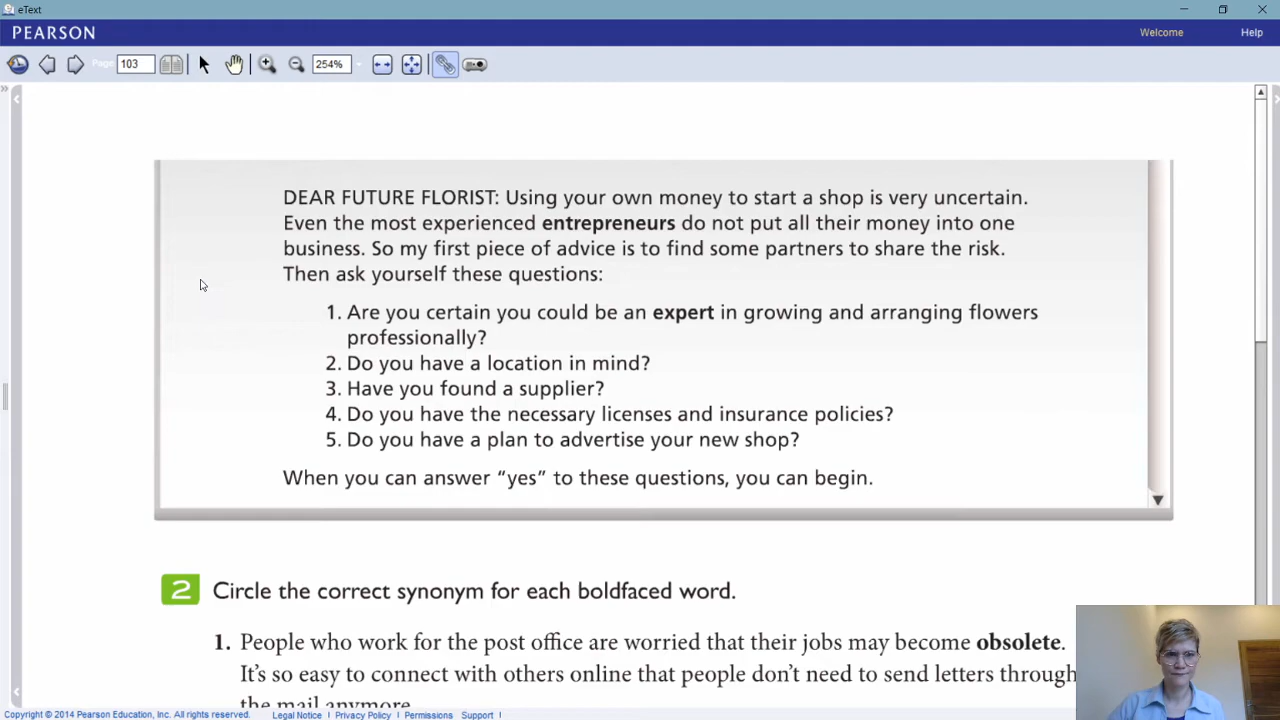 eText
PEARSON
Welcome
Help
Page
103
254%
DEAR FUTURE FLORIST: Using your own money to start a shop is very uncertain.
Even the most experienced entrepreneurs do not put all their money into one
business. So my first piece of advice is to find some partners to share the risk.
Then ask yourself these questions:
1. Are you certain you could be an expert in growing and arranging flowers
professionally?
2. Do you have a location in mind?
3. Have you found a supplier?
4. Do you have the necessary licenses and insurance policies?
5. Do you have a plan to advertise your new shop?
When you can answer “yes” to these questions, you can begin.
2 Circle the correct synonym for each boldfaced word.
1. People who work for the post office are worried that their jobs may become obsolete.
It’s so easy to connect with others online that people don’t need to send letters through
the mail anymore
Copyright © 2014 Pearson Education, Inc. All rights reserved. Legal Notice | Privacy Policy | Permissions Support |